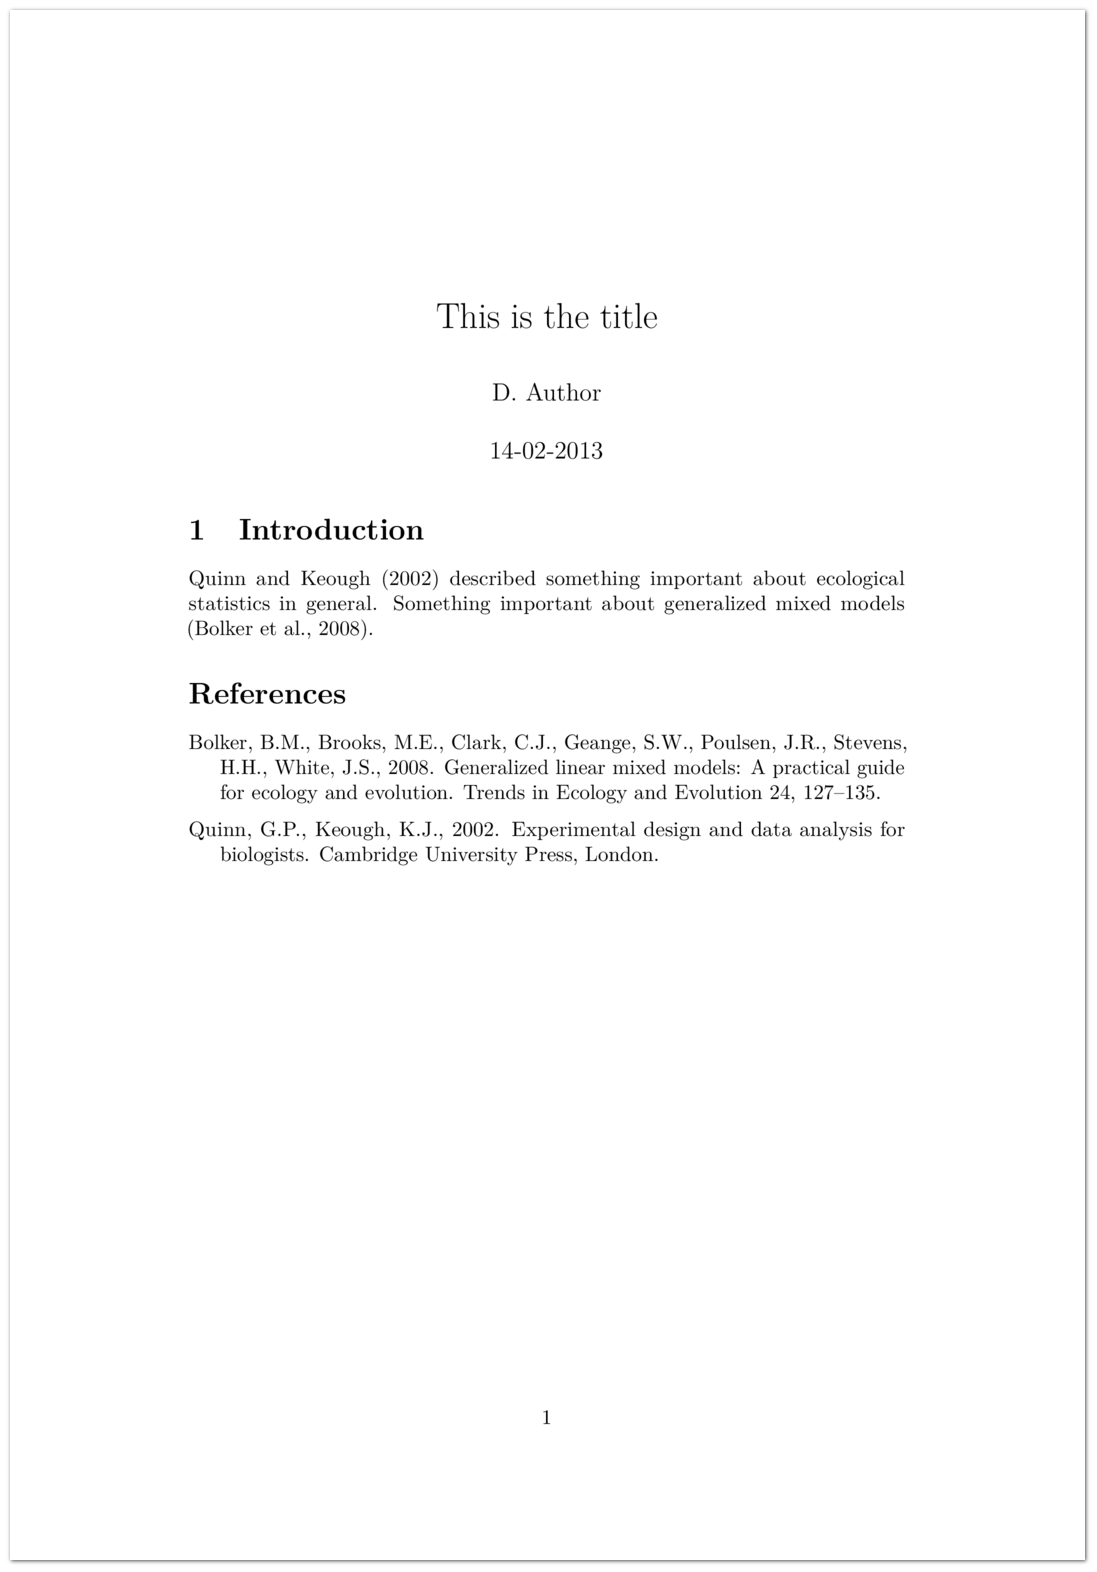 This is the title
D. Author
14-02-2013
1 Introduction
Quinn and Keough (2002) described something important about ecological
statistics in general. Something important about generalized mixed models
(Bolker et al., 2008).
References
Bolker, B.M., Brooks, M.E., Clark, C.J., Geange, S.W., Poulsen, J.R., Stevens,
H.H., White, J.S., 2008. Generalized linear mixed models: A practical guide
for ecology and evolution. Trends in Ecology and Evolution 24, 127–135.
Quinn, G.P., Keough, K.J., 2002. Experimental design and data analysis for
biologists. Cambridge University Press, London.
1